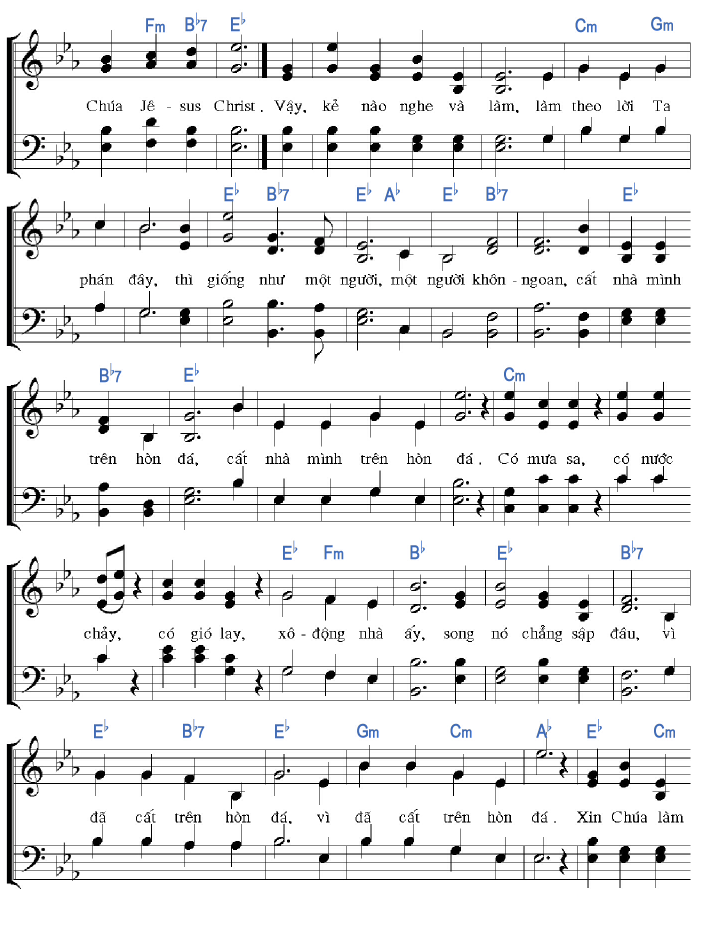 Fm B♭7 E♭ Cm Gm
Chúa Jê - sus Christ. Vậy, kẻ nào nghe và làm, làm theo lời Ta
E♭ B♭7 E♭ A♭ E♭ B♭7 E♭
phán đây, thì giống như một người, một người khôn - ngoan, cất nhà mình
B♭7 E♭ Cm
trên hòn đá, cất nhà mình trên hòn đá. Có mưa sa, có nước
E♭ Fm B♭ E♭ B♭7
chảy, có gió lay, xô - động nhà ấy, song nó chẳng sập đâu, vì
E♭ B♭7 E♭ Gm Cm A♭ E♭ Cm
đã cất trên hòn đá, vì đã cất trên hòn đá. Xin Chúa làm